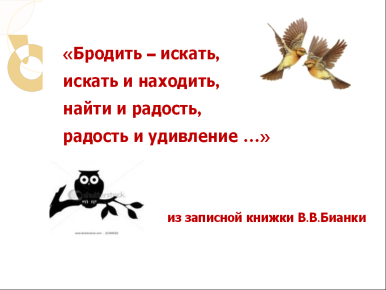 «Бродить – искать,
искать и находить,
найти и радость,
радость и удивление ...»
из записной книжки В.В.Бианки